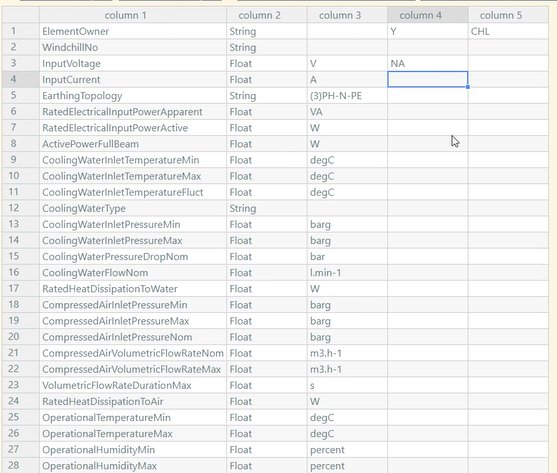 column 1 column 2 column 3 column 4 column 5
1 ElementOwner String Y CHL
2 WindchillNo String
3 InputVoltage Float V NA
4 InputCurrent Float A
5 EarthingTopology String (3)PH-N-PE
6 RatedElectricalInputPowerApparent Float VA
7 RatedElectricalInputPowerActive Float W
8 ActivePowerFullBeam Float W
9 CoolingWaterInletTemperatureMin Float degC
10 CoolingWaterInletTemperatureMax Float degC
11 CoolingWaterInletTemperatureFluct Float degC
12 CoolingWaterType String
13 CoolingWaterInletPressureMin Float barg
14 CoolingWaterInletPressureMax Float barg
15 CoolingWaterPressureDropNom Float bar
16 CoolingWaterFlowNom Float l.min-1
17 RatedHeatDissipationToWater Float W
18 CompressedAirInletPressureMin Float barg
19 CompressedAirInletPressureMax Float barg
20 CompressedAirInletPressureNom Float barg
21 CompressedAirVolumetricFlowRateNom Float m3.h-1
22 CompressedAirVolumetricFlowRateMax Float m3.h-1
23 VolumetricFlowRateDurationMax Float s
24 RatedHeatDissipationToAir Float W
25 OperationalTemperatureMin Float degC
26 OperationalTemperatureMax Float degC
27 OperationalHumidityMin Float percent
28 OperationalHumidityMax Float percent